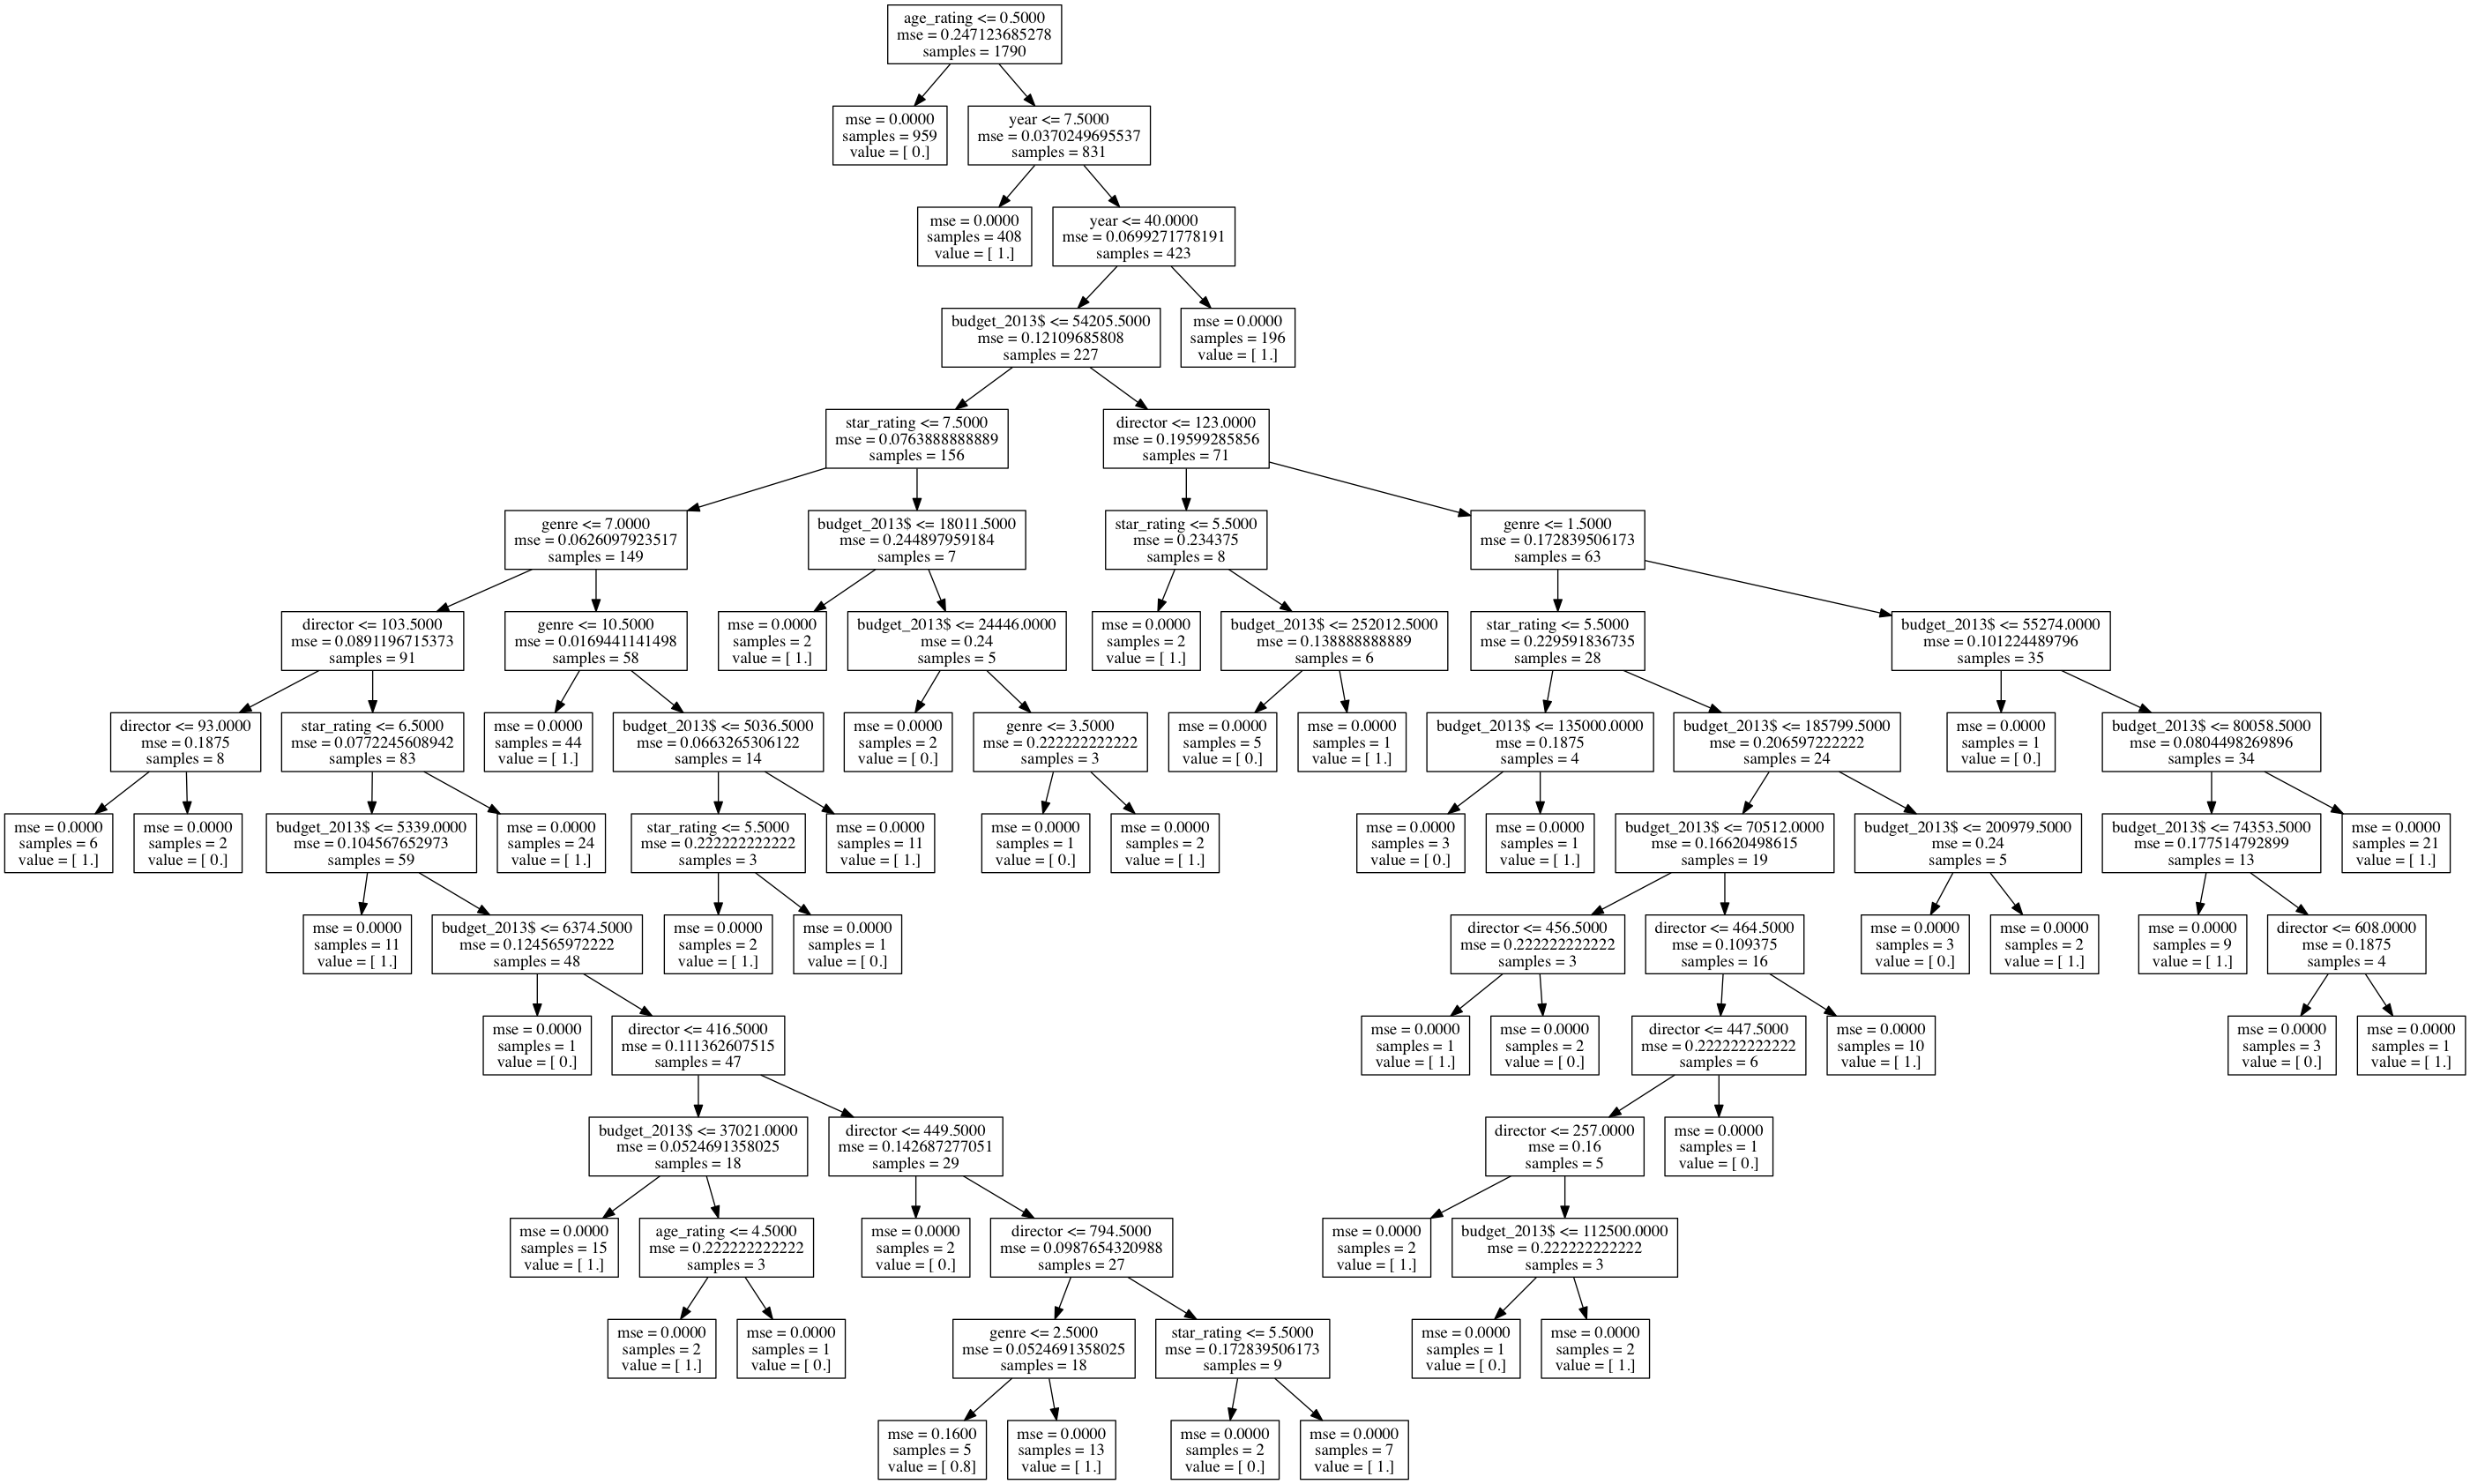 age_rating <= 0.5000
mse = 0.247123685278
samples = 1790
mse = 0.0000
samples = 959
value = [ 0.]
year <= 7.5000
mse = 0.0370249695537
samples = 831
mse = 0.0000
samples = 408
value = [ 1.]
year <= 40.0000
mse = 0.0699271778191
samples = 423
budget_2013$ <= 54205.5000
mse = 0.12109685808
samples = 227
mse = 0.0000
samples = 196
value = [ 1.]
star_rating <= 7.5000
mse = 0.0763888888889
samples = 156
director <= 123.0000
mse = 0.19599285856
samples = 71
genre <= 7.0000
mse = 0.0626097923517
samples = 149
budget_2013$ <= 18011.5000
mse = 0.244897959184
samples = 7
star_rating <= 5.5000
mse = 0.234375
samples = 8
genre <= 1.5000
mse = 0.172839506173
samples = 63
director <= 103.5000
mse = 0.0891196715373
samples = 91
genre <= 10.5000
mse = 0.0169441141498
samples = 58
mse = 0.0000
samples = 2
value = [ 1.]
budget_2013$ <= 24446.0000
mse = 0.24
samples = 5
mse = 0.0000
samples = 2
value = [ 1.]
budget_2013$ <= 252012.5000
mse = 0.138888888889
samples = 6
star_rating <= 5.5000
mse = 0.229591836735
samples = 28
budget_2013$ <= 55274.0000
mse = 0.101224489796
samples = 35
director <= 93.0000
mse = 0.1875
samples = 8
star_rating <= 6.5000
mse = 0.0772245608942
samples = 83
mse = 0.0000
samples = 44
value = [ 1.]
budget_2013$ <= 5036.5000
mse = 0.0663265306122
samples = 14
mse = 0.0000
samples = 2
value = [ 0.]
genre <= 3.5000
mse = 0.222222222222
samples = 3
mse = 0.0000
samples = 5
value = [ 0.]
mse = 0.0000
samples = 1
value = [ 1.]
budget_2013$ <= 135000.0000
mse = 0.1875
samples = 4
budget_2013$ <= 185799.5000
mse = 0.206597222222
samples = 24
mse = 0.0000
samples = 1
value = [ 0.]
budget_2013$ <= 80058.5000
mse = 0.0804498269896
samples = 34
mse = 0.0000
samples = 6
value = [ 1.]
mse = 0.0000
samples = 2
value = [ 0.]
budget_2013$ <= 5339.0000
mse = 0.104567652973
samples = 59
mse = 0.0000
samples = 24
value = [ 1.]
star_rating <= 5.5000
mse = 0.222222222222
samples = 3
mse = 0.0000
samples = 11
value = [ 1.]
mse = 0.0000
samples = 1
value = [ 0.]
mse = 0.0000
samples = 2
value = [ 1.]
mse = 0.0000
samples = 3
value = [ 0.]
mse = 0.0000
samples = 1
value = [ 1.]
budget_2013$ <= 70512.0000
mse = 0.16620498615
samples = 19
budget_2013$ <= 200979.5000
mse = 0.24
samples = 5
budget_2013$ <= 74353.5000
mse = 0.177514792899
samples = 13
mse = 0.0000
samples = 21
value = [ 1.]
mse = 0.0000
samples = 11
value = [ 1.]
budget_2013$ <= 6374.5000
mse = 0.124565972222
samples = 48
mse = 0.0000
samples = 2
value = [ 1.]
mse = 0.0000
samples = 1
value = [ 0.]
director <= 456.5000
mse = 0.222222222222
samples = 3
director <= 464.5000
mse = 0.109375
samples = 16
mse = 0.0000
samples = 3
value = [ 0.]
mse = 0.0000
samples = 2
value = [ 1.]
mse = 0.0000
samples = 9
value = [ 1.]
director <= 608.0000
mse = 0.1875
samples = 4
mse = 0.0000
samples = 1
value = [ 0.]
director <= 416.5000
mse = 0.111362607515
samples = 47
mse = 0.0000
samples = 1
value = [ 1.]
mse = 0.0000
samples = 2
value = [ 0.]
director <= 447.5000
mse = 0.222222222222
samples = 6
mse = 0.0000
samples = 10
value = [ 1.]
mse = 0.0000
samples = 3
value = [ 0.]
mse = 0.0000
samples = 1
value = [ 1.]
budget_2013$ <= 37021.0000
mse = 0.0524691358025
samples = 18
director <= 449.5000
mse = 0.142687277051
samples = 29
director <= 257.0000
mse = 0.16
samples = 5
mse = 0.0000
samples = 1
value = [ 0.]
mse = 0.0000
samples = 15
value = [ 1.]
age_rating <= 4.5000
mse = 0.222222222222
samples = 3
mse = 0.0000
samples = 2
value = [ 0.]
director <= 794.5000
mse = 0.0987654320988
samples = 27
mse = 0.0000
samples = 2
value = [ 1.]
budget_2013$ <= 112500.0000
mse = 0.222222222222
samples = 3
mse = 0.0000
samples = 2
value = [ 1.]
mse = 0.0000
samples = 1
value = [ 0.]
genre <= 2.5000
mse = 0.0524691358025
samples = 18
star_rating <= 5.5000
mse = 0.172839506173
samples = 9
mse = 0.0000
samples = 1
value = [ 0.]
mse = 0.0000
samples = 2
value = [ 1.]
mse = 0.1600
samples = 5
value = [ 0.8]
mse = 0.0000
samples = 13
value = [ 1.]
mse = 0.0000
samples = 2
value = [ 0.]
mse = 0.0000
samples = 7
value = [ 1.]